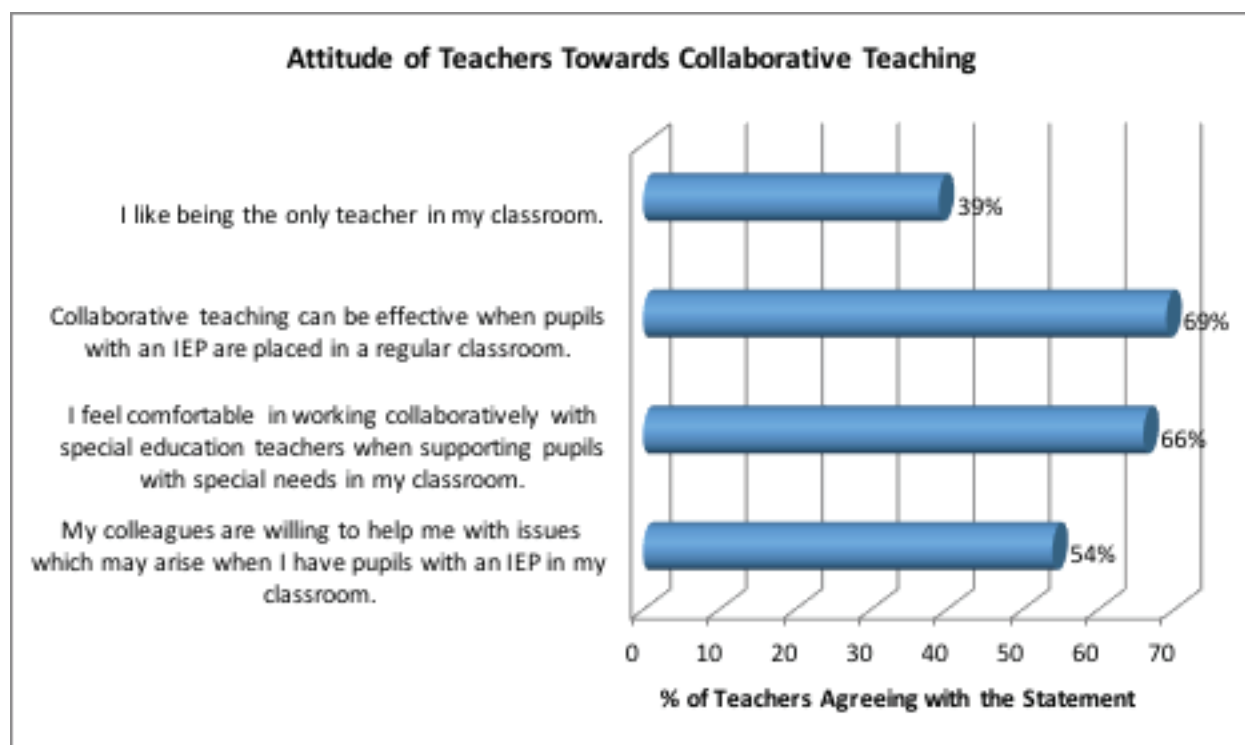 Attitude of Teachers Towards Collaborative Teaching
I like being the only teacher in my classroom.
39%
Collaborative teaching can be effective when pupils
with an IEP are placed in a regular classroom.
69%
I feel comfortable in working collaboratively with
special education teachers when supporting pupils
with special needs in my classroom.
66%
My colleagues are willing to help me with issues
which may arise when I have pupils with an IEP in my
classroom.
54%
0 10 20 30 40 50 60 70
% of Teachers Agreeing with the Statement